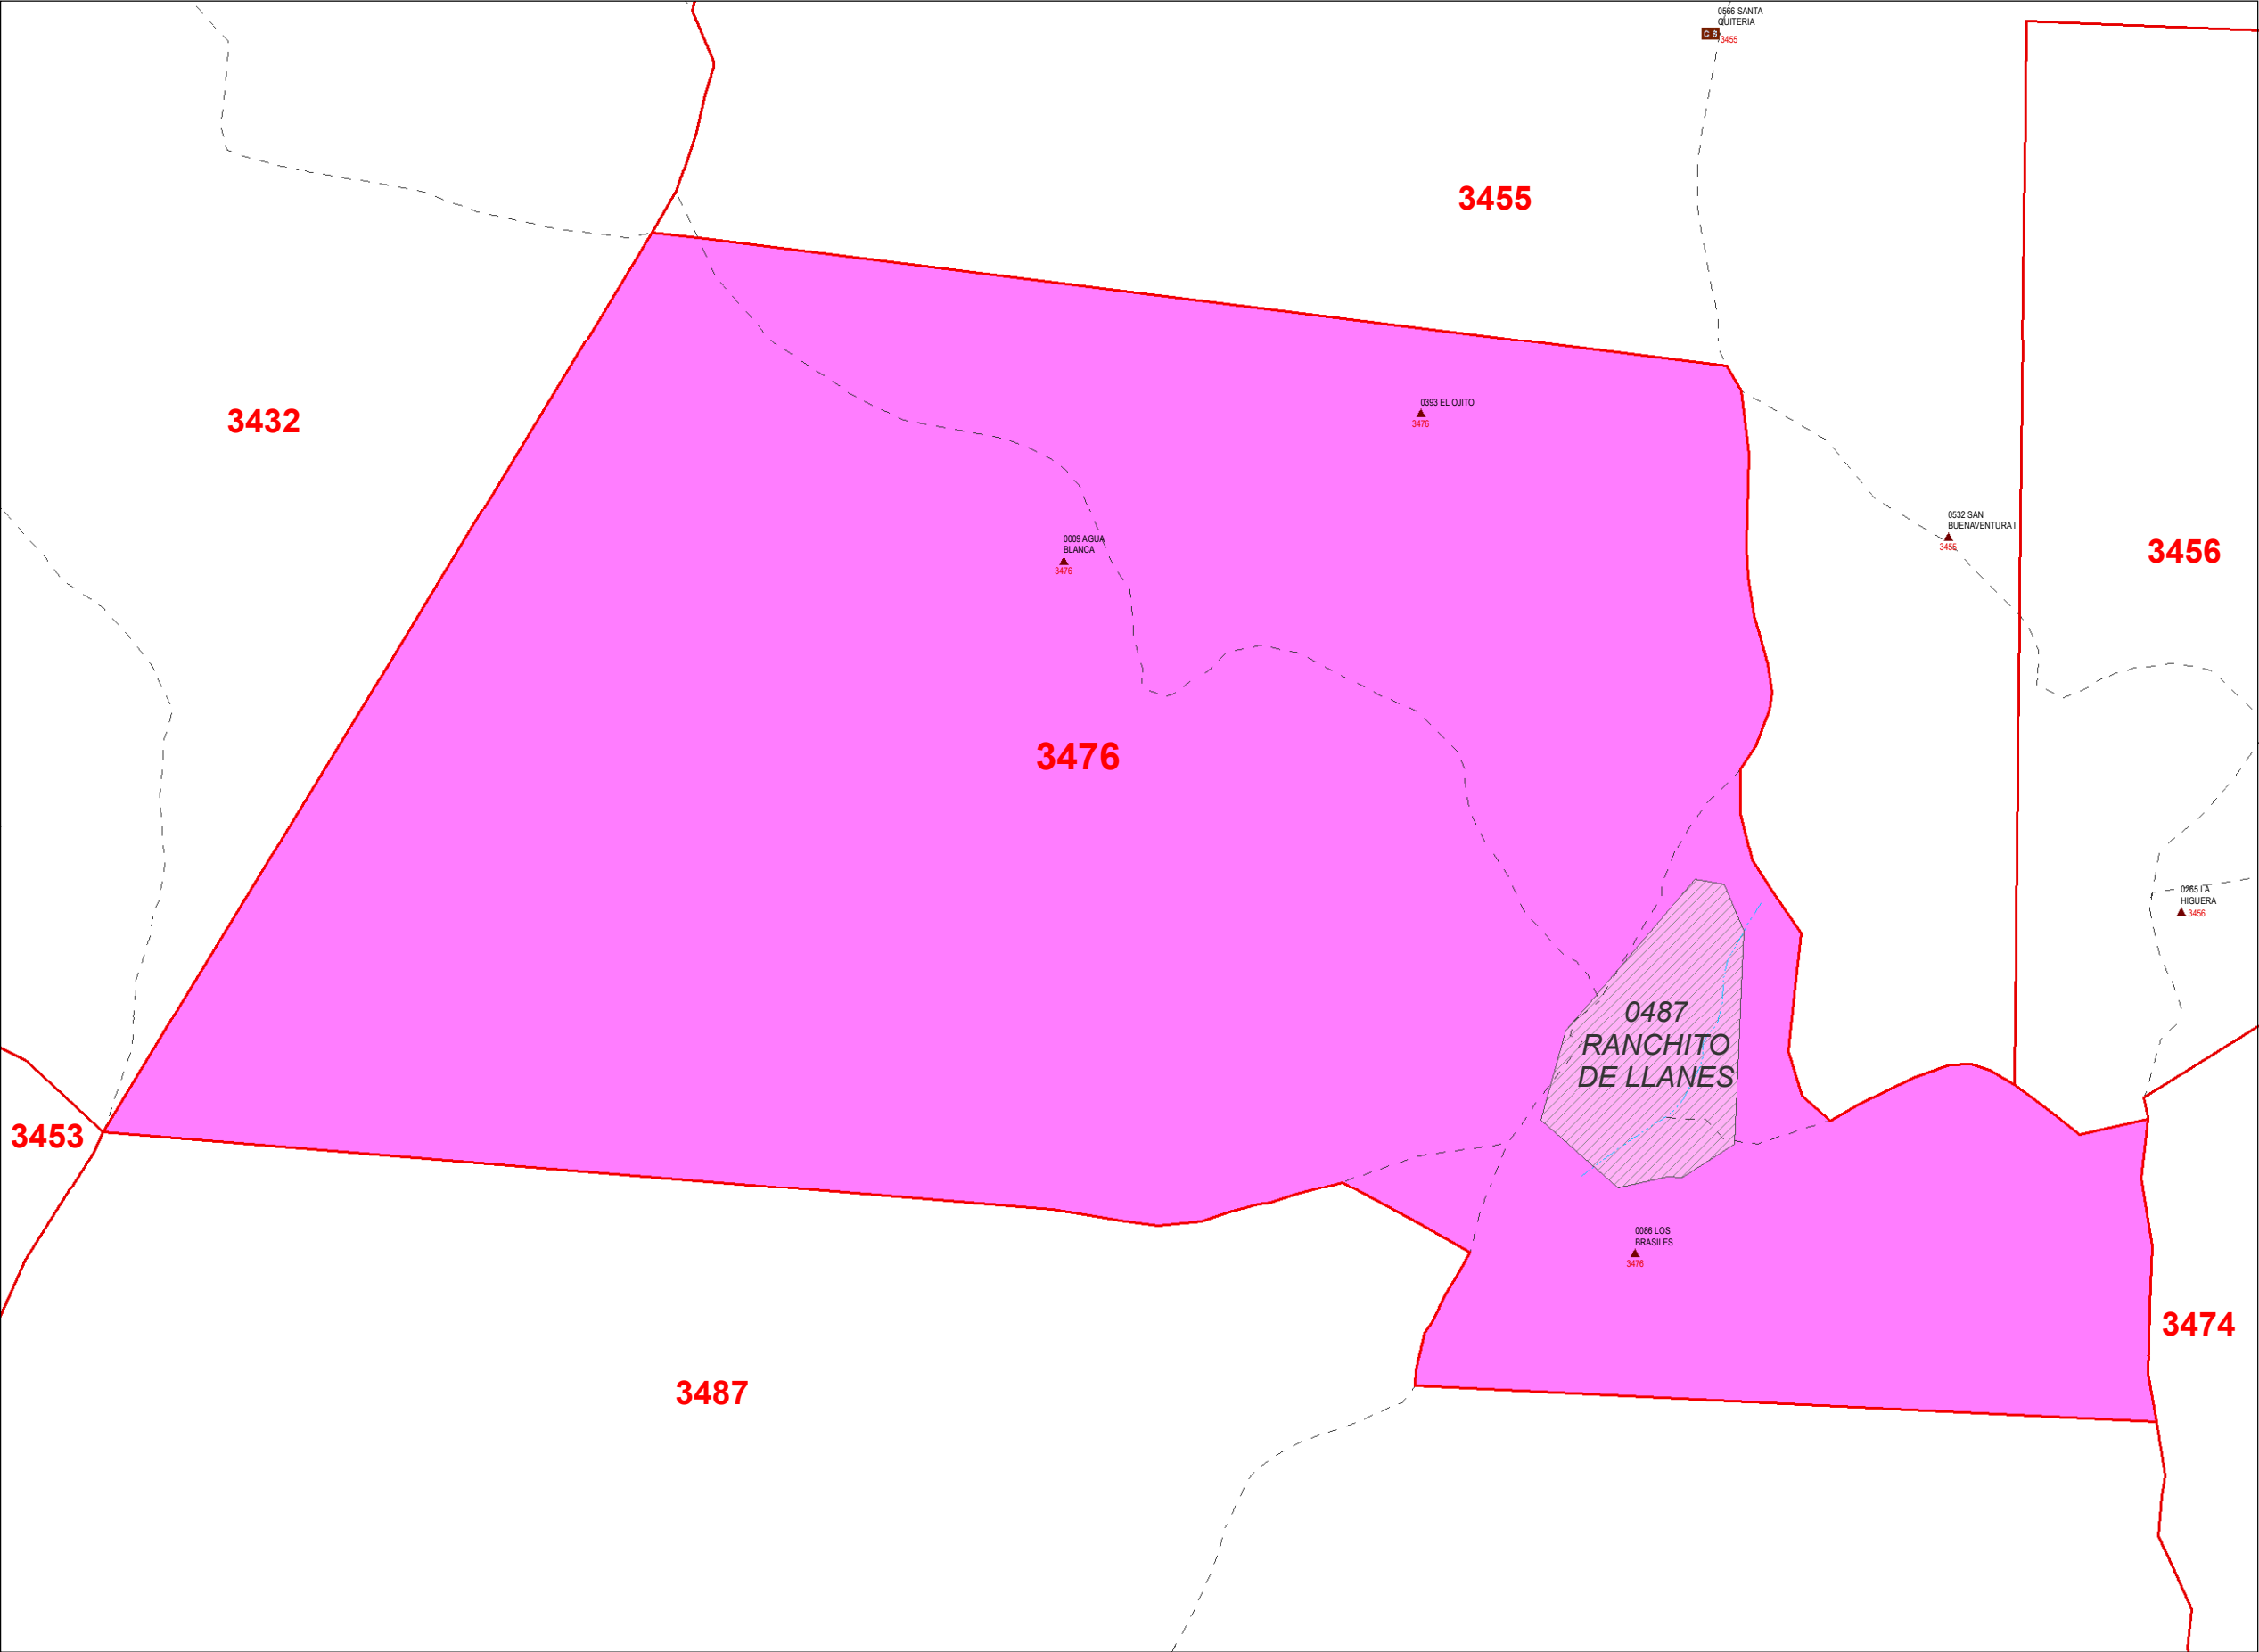 0566 SANTA
QUITERIA
C S
3455
3455
3432
0393 EL OJITO
3476
0532 SAN
BUENAVENTURA I
3455
3456
0009 AGUA
BLANCA
3476
3476
0265 LA
HIGUERA
3456
0487
RANCHITO
DE LLANES
3453
0086 LOS
BRASILES
3476
3474
3487